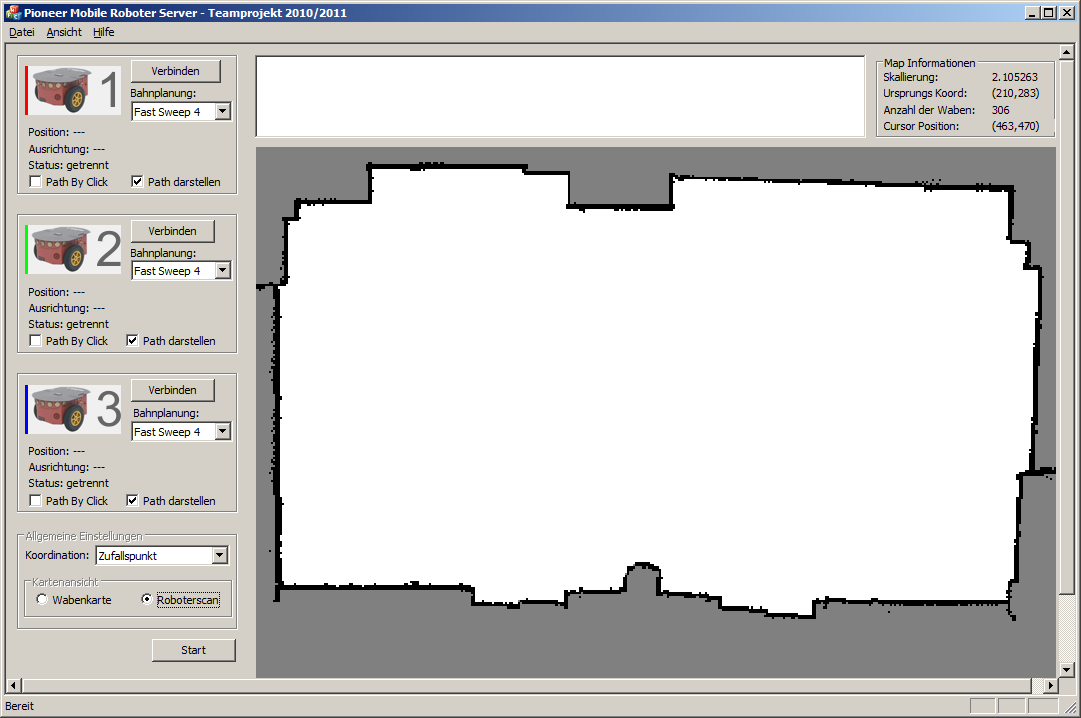 Pioneer Mobile Roboter Server - Teamprojekt 2010/2011
Datei Ansicht Hilfe
1
Verbinden
Bahnplanung:
Fast Sweep 4
Position: ---
Ausrichtung: ---
Status: getrennt
Path By Click Path darstellen
2
Verbinden
Bahnplanung:
Fast Sweep 4
Position: ---
Ausrichtung: ---
Status: getrennt
Path By Click Path darstellen
3
Verbinden
Bahnplanung:
Fast Sweep 4
Position: ---
Ausrichtung: ---
Status: getrennt
Path By Click Path darstellen
Allgemeine Einstellungen
Koordination: Zufallspunkt
Kartenansicht
Wabenkarte Roboterscan
Start
Map Informationen
Skallierung: 2.105263
Ursprungs Koord: (210,283)
Anzahl der Waben: 306
Cursor Position: (463,470)
Bereit